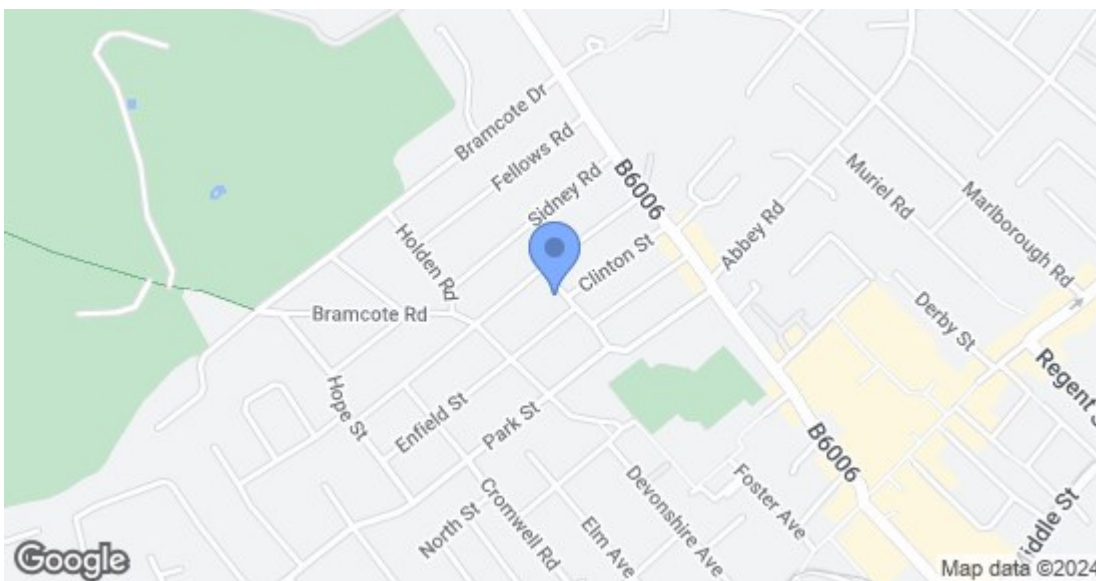 Bramcote Dr
Fellows Rd
Sidney Rd
B6006
Muriel Rd
Marlborough Rd
Abbey Rd
Clinton St
Holden Rd
Bramcote Rd
Derby St
Regent S
Hope St
Enfield St
Park St
B6006
Devonshire Ave
Foster Ave
Cromwell Rd
North St
Elm Ave
iddle St
Google
Map data ©2024